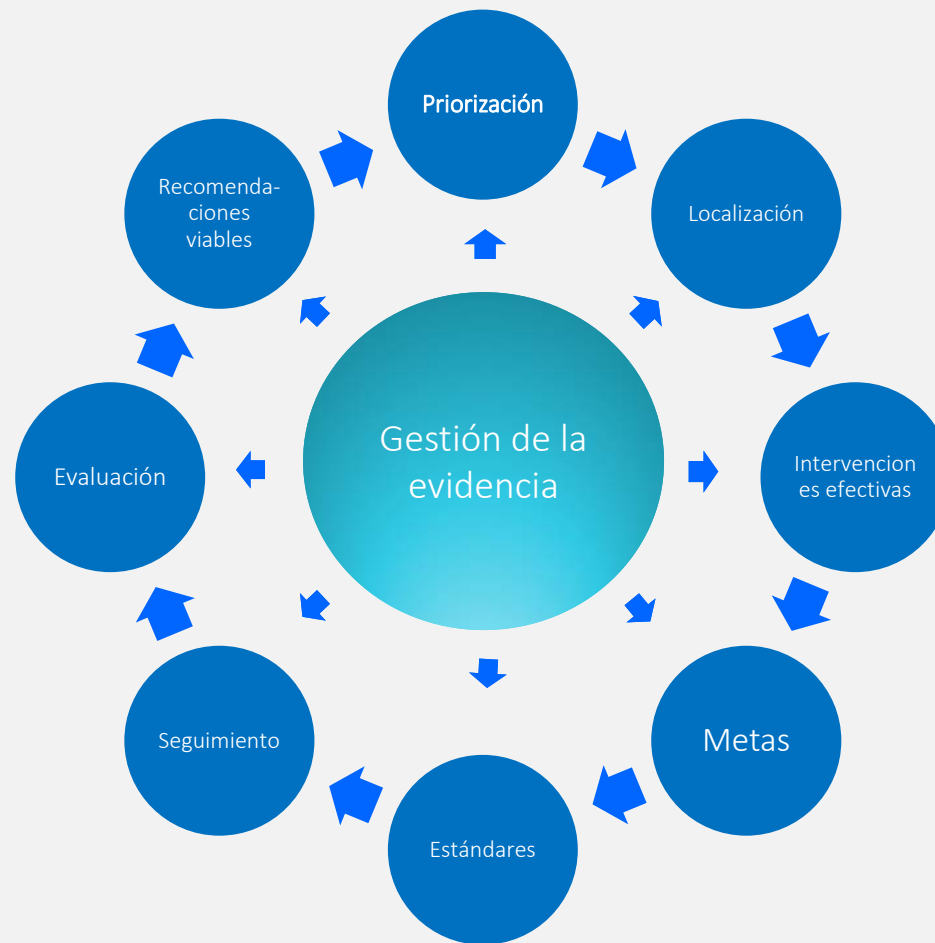 Priorización
Localización
Intervencion
es efectivas
Metas
Estándares
Seguimiento
Evaluación
Recomenda-
ciones
viables
Gestión de la
evidencia